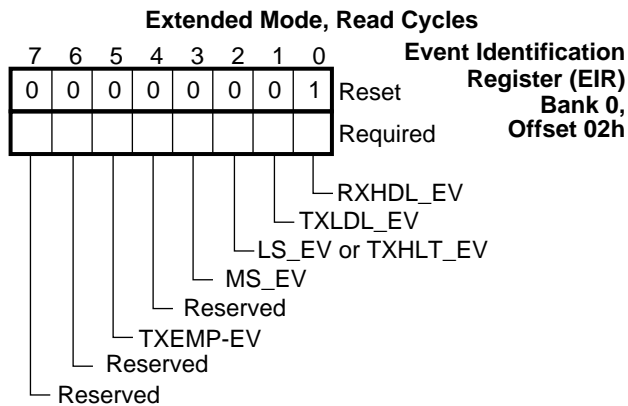 Extended Mode, Read Cycles
7 6 5 4 3 2 1 0
Event Identification
Register (EIR)
Bank 0,
Offset 02h
0 0 0 0 0 0 0 1 Reset
Required
RXHDL_EV
TXLDL_EV
LS_EV or TXHLT_EV
MS_EV
Reserved
TXEMP-EV
Reserved
Reserved